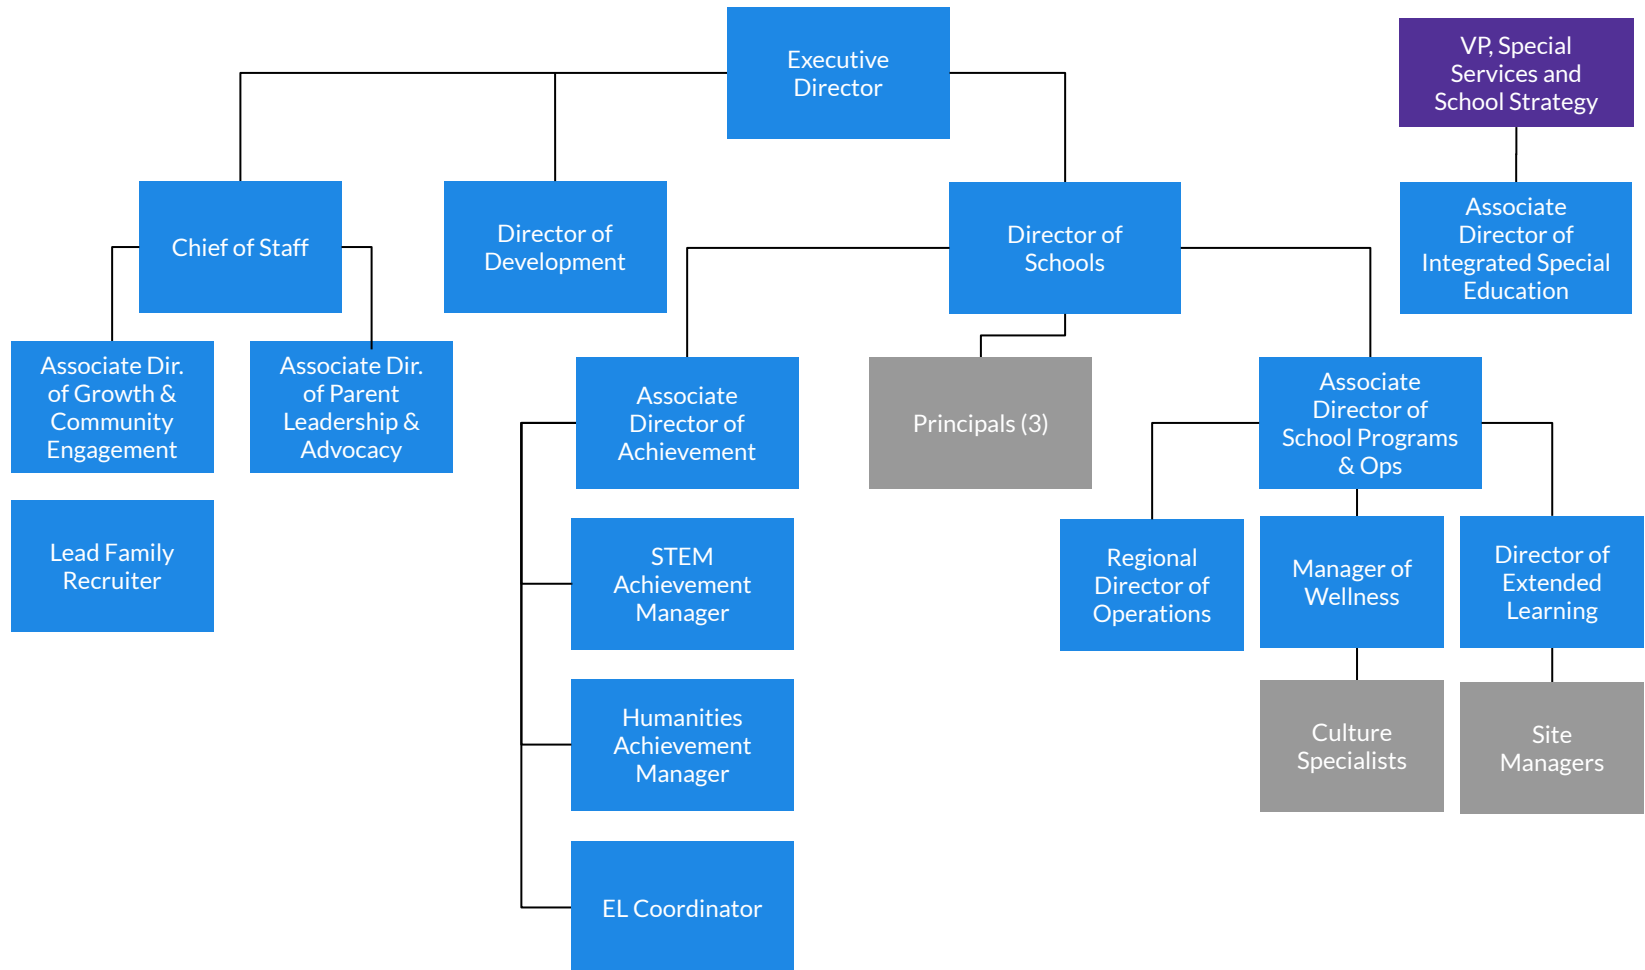 Executive
Director
VP, Special
Services and
School Strategy
Chief of Staff
Director of
Development
Director of
Schools
Associate
Director of
Integrated Special
Education
Associate Dir.
of Growth &
Community
Engagement
Associate Dir.
of Parent
Leadership &
Advocacy
Associate
Director of
Achievement
Principals (3)
Associate
Director of
School Programs
& Ops
Lead Family
Recruiter
STEM
Achievement
Manager
Regional
Director of
Operations
Manager of
Wellness
Director of
Extended
Learning
Humanities
Achievement
Manager
Culture
Specialists
Site
Managers
EL Coordinator